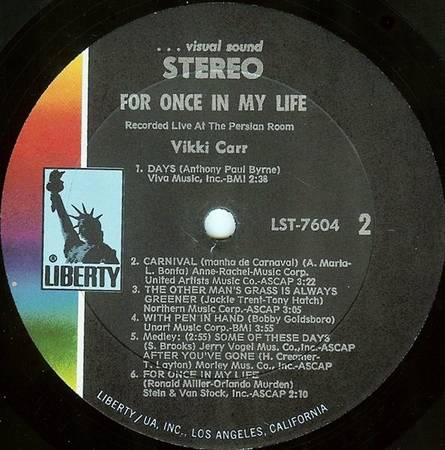 ... visual sound
STEREO
FOR ONCE IN MY LIFE
Recorded Live At The Persian Room
Vikki Carr
1. DAYS (Anthony Paul Byrne)
Viva Music, Inc.-BMI 2:38
LST-7604 2
® LIBERTY
2. CARNIVAL (manha de Carnaval) (A. Maria-
L. Bonfa) Anne-Rachel-Music Corp.
United Artists Music Co.-ASCAP 3:22
3. THE OTHER MAN'S GRASS IS ALWAYS
GREENER (Jackie Trent-Tony Hatch)
Northern Music Corp.-ASCAP 3:05
4. WITH PEN IN HAND (Bobby Goldsboro)
Unart Music Corp.-BMI 3:55
5. Medley: (2:55) SOME OF THESE DAYS
(S. Brooks) Jerry Vogel Mus. Co., Inc.-ASCAP
AFTER YOU'VE GONE (H. Creamer-
T. Layton) Morley Mus. Co., Inc.-ASCAP
6. FOR ONCE IN MY LIFE
(Ronald Miller-Orlando Murden)
Stein & Van Stock, Inc.-ASCAP 2:10
LIBERTY/UA, INC., LOS ANGELES, CALIFORNIA